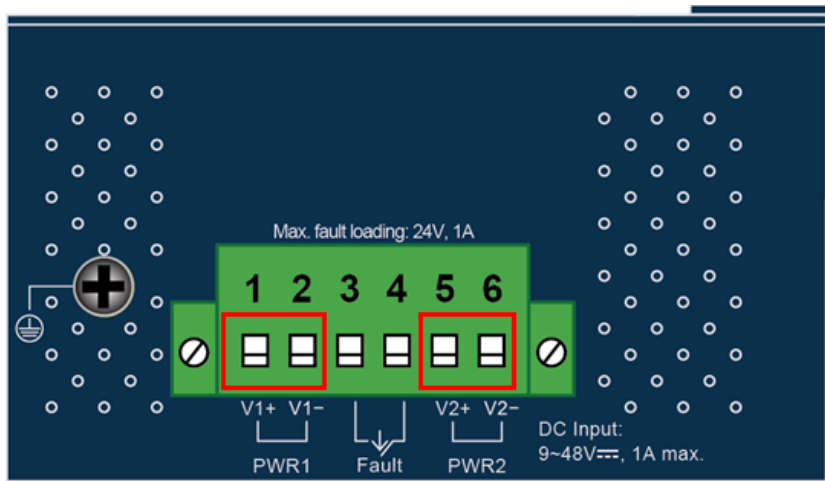 Max. fault loading: 24V, 1A
1 2 3 4 5 6
V1+ V1− V2+ V2−
PWR1 Fault PWR2
DC Input:
9~48V⎓, 1A max.